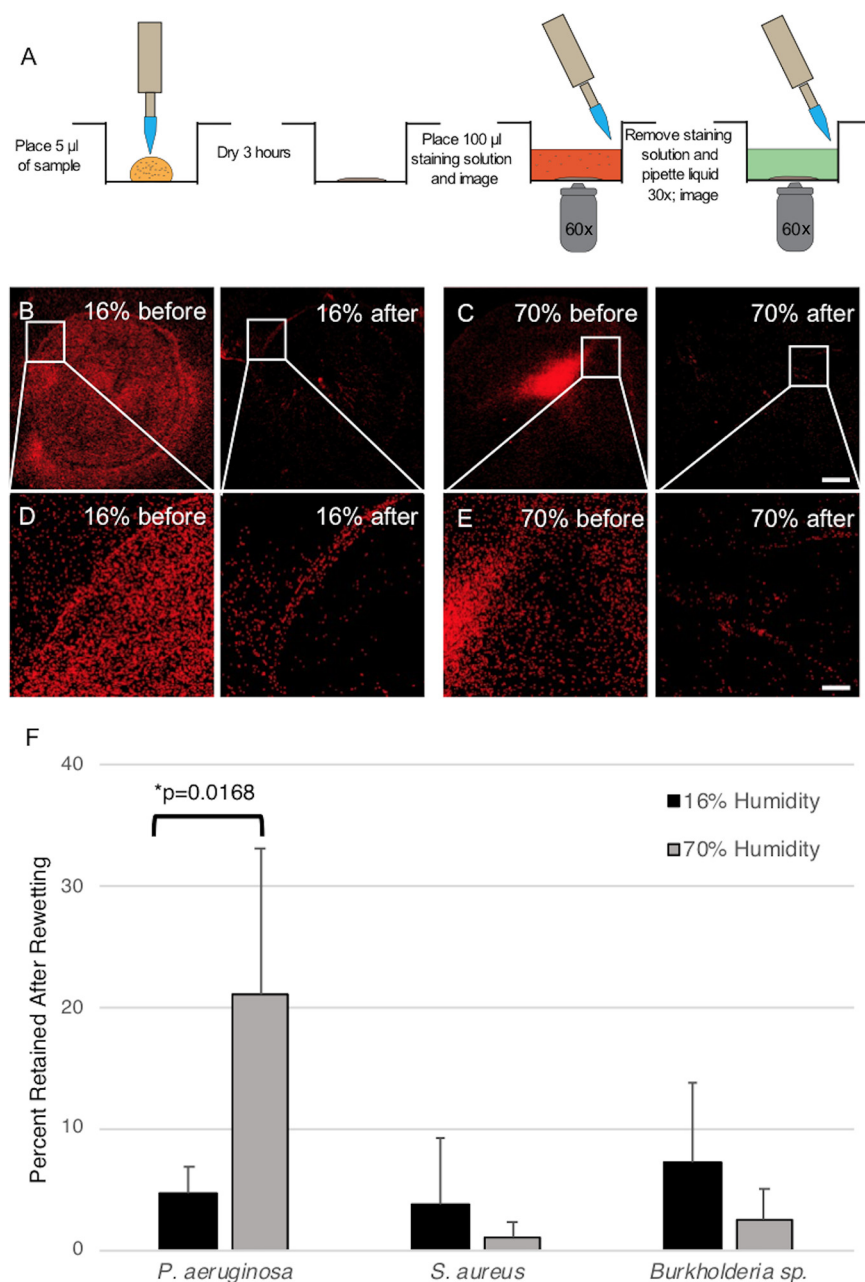 A
Place 5 µl
of sample
Dry 3 hours
Place 100 µl
staining solution
and image
60x
Remove staining
solution and
pipette liquid
30x; image
60x
B
16% before
16% after
C
70% before
70% after
D
16% before
16% after
E
70% before
70% after
F
Percent Retained After Rewetting
40
30
20
10
0
*p=0.0168
16% Humidity
70% Humidity
P. aeruginosa
S. aureus
Burkholderia sp.